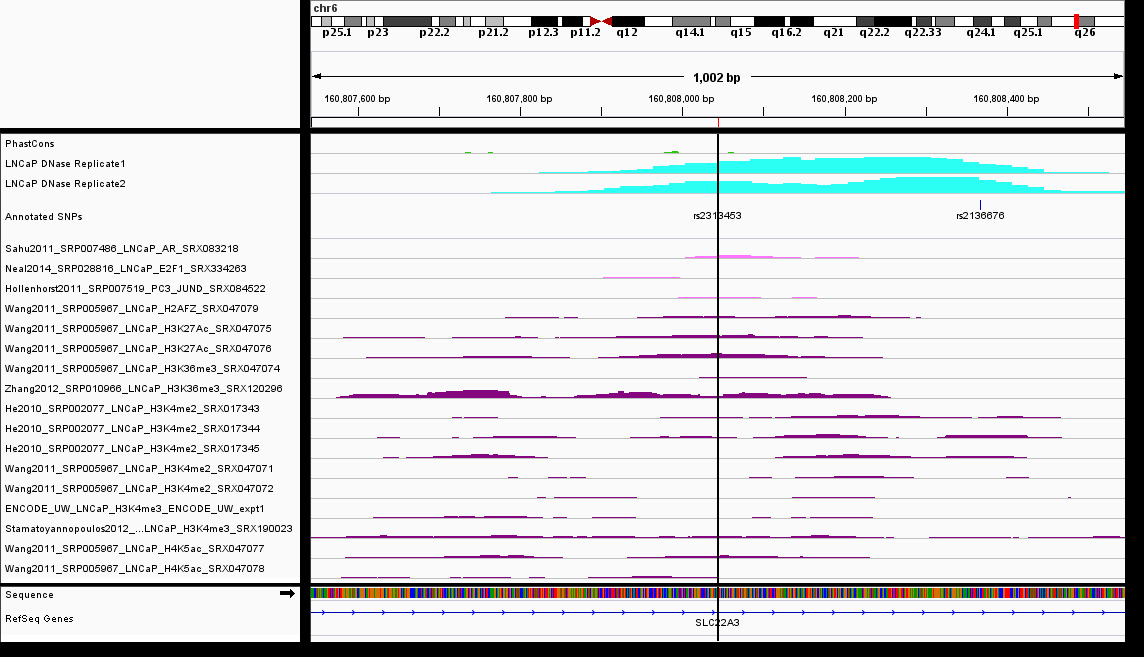 chr6
p25.1 p23 p22.2 p21.2 p12.3 p11.2 q12 q14.1 q15 q16.2 q21 q22.2 q22.33 q24.1 q25.1 q26
1,002 bp
160,807,600 bp 160,807,800 bp 160,808,000 bp 160,808,200 bp 160,808,400 bp
PhastCons
LNCaP DNase Replicate1
LNCaP DNase Replicate2
Annotated SNPs rs2313453 rs2136676
Sahu2011_SRP007486_LNCaP_AR_SRX083218
Neal2014_SRP028816_LNCaP_E2F1_SRX334263
Hollenhorst2011_SRP007519_PC3_JUND_SRX084522
Wang2011_SRP005967_LNCaP_H2AFZ_SRX047079
Wang2011_SRP005967_LNCaP_H3K27Ac_SRX047075
Wang2011_SRP005967_LNCaP_H3K27Ac_SRX047076
Wang2011_SRP005967_LNCaP_H3K36me3_SRX047074
Zhang2012_SRP010966_LNCaP_H3K36me3_SRX120296
He2010_SRP002077_LNCaP_H3K4me2_SRX017343
He2010_SRP002077_LNCaP_H3K4me2_SRX017344
He2010_SRP002077_LNCaP_H3K4me2_SRX017345
Wang2011_SRP005967_LNCaP_H3K4me2_SRX047071
Wang2011_SRP005967_LNCaP_H3K4me2_SRX047072
ENCODE_UW_LNCaP_H3K4me3_ENCODE_UW_expt1
Stamatoyannopoulos2012_...LNCaP_H3K4me3_SRX190023
Wang2011_SRP005967_LNCaP_H4K5ac_SRX047077
Wang2011_SRP005967_LNCaP_H4K5ac_SRX047078
Sequence
RefSeq Genes
SLC22A3